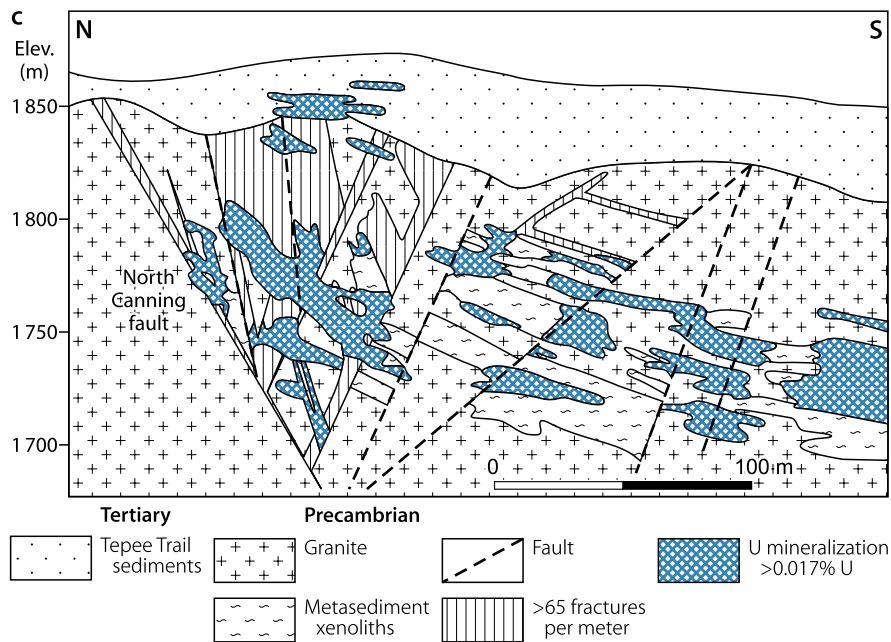 c
N
S
Elev.
(m)
1 850
1 800
1 750
1 700
North
Canning
fault
0
100 m
Tertiary
Precambrian
Tepee Trail
sediments
Granite
Fault
U mineralization
>0.017% U
Metasediment
xenoliths
>65 fractures
per meter